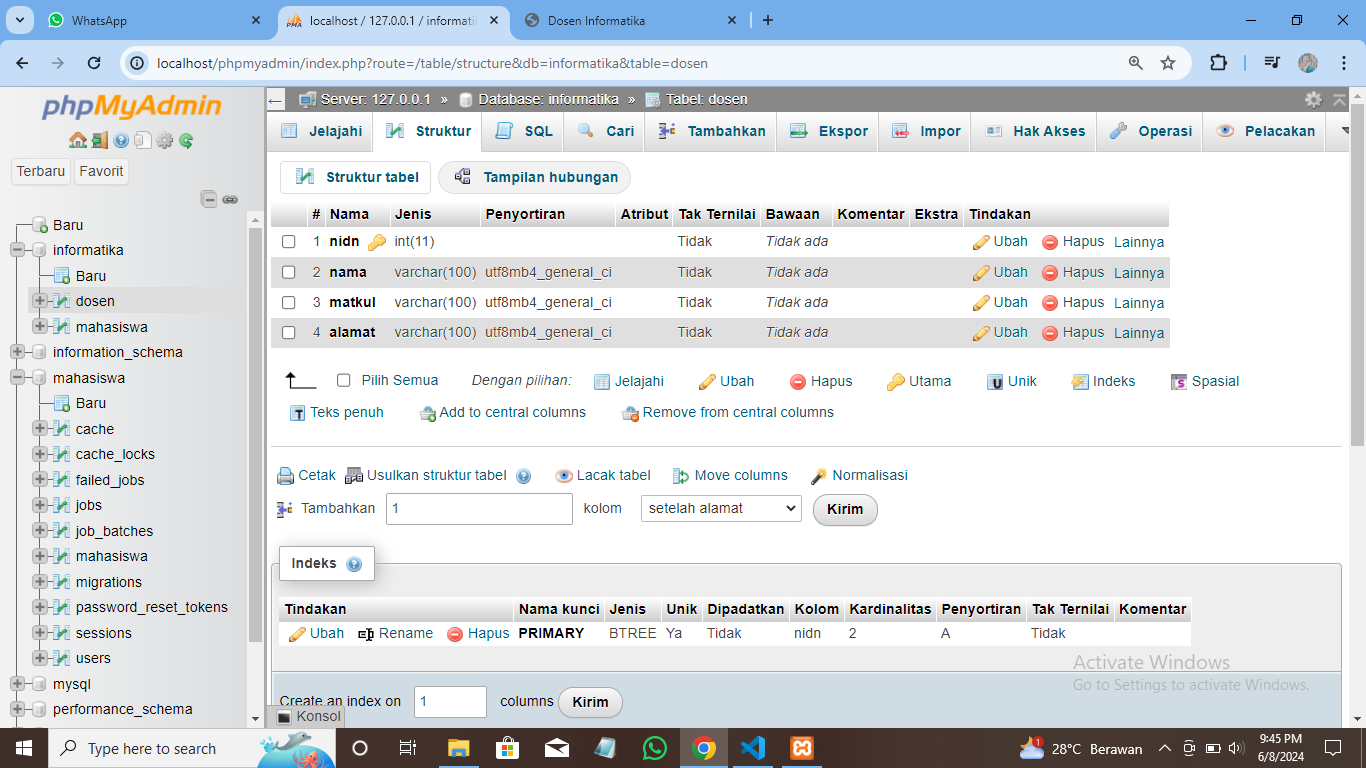 WhatsApp
localhost / 127.0.0.1 / informati
Dosen Informatika
localhost/phpmyadmin/index.php?route=/table/structure&db=informatika&table=dosen
phpMyAdmin
Terbaru Favorit
Baru
informatika
Baru
dosen
mahasiswa
information_schema
mahasiswa
Baru
cache
cache_locks
failed_jobs
jobs
job_batches
mahasiswa
migrations
password_reset_tokens
sessions
users
mysql
performance_schema
Server: 127.0.0.1 » Database: informatika » Tabel: dosen
Jelajahi Struktur SQL Cari Tambahkan Ekspor Impor Hak Akses Operasi Pelacakan
Struktur tabel Tampilan hubungan
# Nama Jenis Penyortiran Atribut Tak Ternilai Bawaan Komentar Ekstra Tindakan
1 nidn int(11) Tidak Tidak ada Ubah Hapus Lainnya
2 nama varchar(100) utf8mb4_general_ci Tidak Tidak ada Ubah Hapus Lainnya
3 matkul varchar(100) utf8mb4_general_ci Tidak Tidak ada Ubah Hapus Lainnya
4 alamat varchar(100) utf8mb4_general_ci Tidak Tidak ada Ubah Hapus Lainnya
Pilih Semua Dengan pilihan: Jelajahi Ubah Hapus Utama Unik Indeks Spasial
Teks penuh Add to central columns Remove from central columns
Cetak Usulkan struktur tabel Lacak tabel Move columns Normalisasi
Tambahkan 1 kolom setelah alamat Kirim
Indeks
Tindakan Nama kunci Jenis Unik Dipadatkan Kolom Kardinalitas Penyortiran Tak Ternilai Komentar
Ubah Rename Hapus PRIMARY BTREE Ya Tidak nidn 2 A Tidak
Activate Windows
Go to Settings to activate Windows.
Create an index on 1 columns Kirim
Konsol
Type here to search
1
28°C Berawan
9:45 PM
6/8/2024